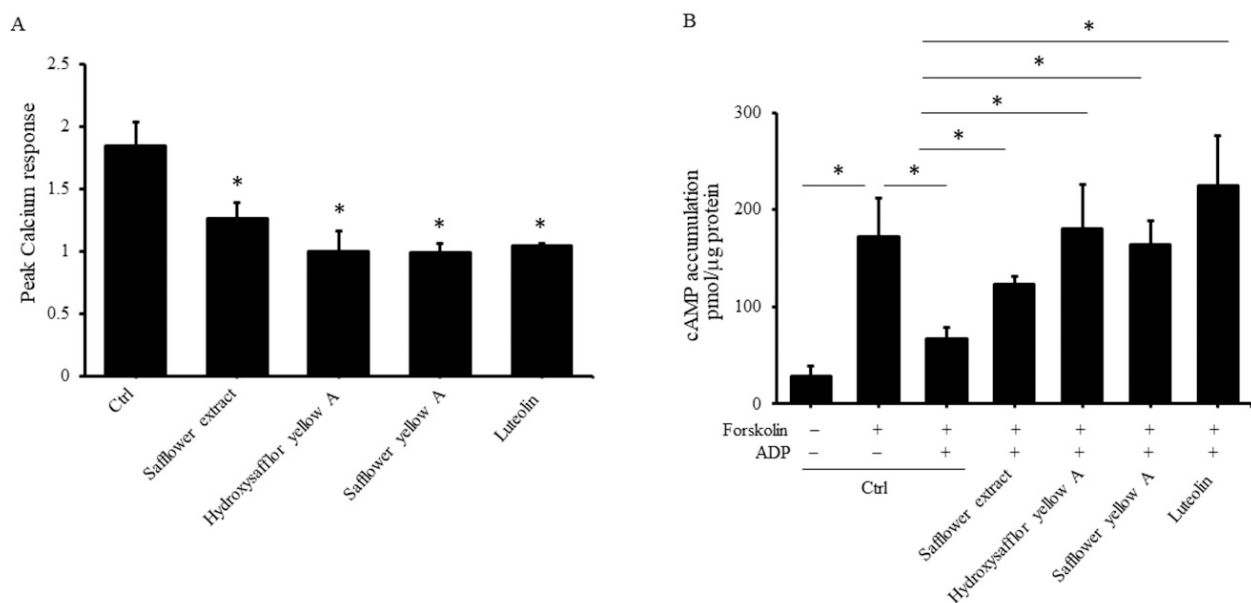 A
Peak Calcium response
2.5
2
1.5
1
0.5
0
*
*
*
*
Ctrl
Safflower extract
Hydroxysafflor yellow A
Safflower yellow A
Luteolin
B
cAMP accumulation
pmol/µg protein
300
200
100
0
*
*
*
*
*
*
Forskolin – + + + + + +
ADP – – + + + + +
Ctrl
Safflower extract
Hydroxysafflor yellow A
Safflower yellow A
Luteolin